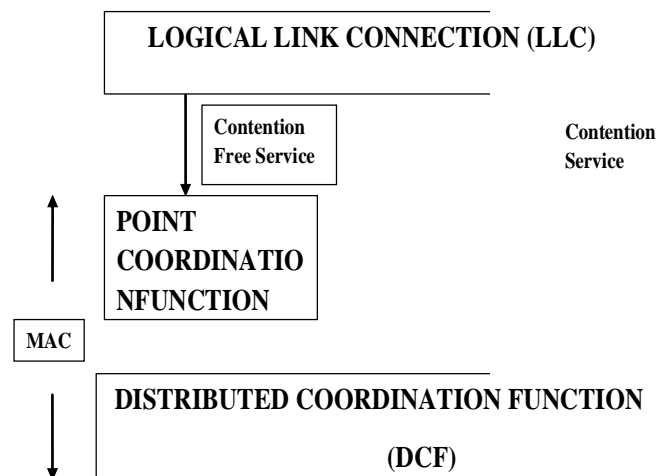 LOGICAL LINK CONNECTION (LLC)
Contention
Free Service
Contention
Service
POINT
COORDINATIO
NFUNCTION
MAC
DISTRIBUTED COORDINATION FUNCTION
(DCF)